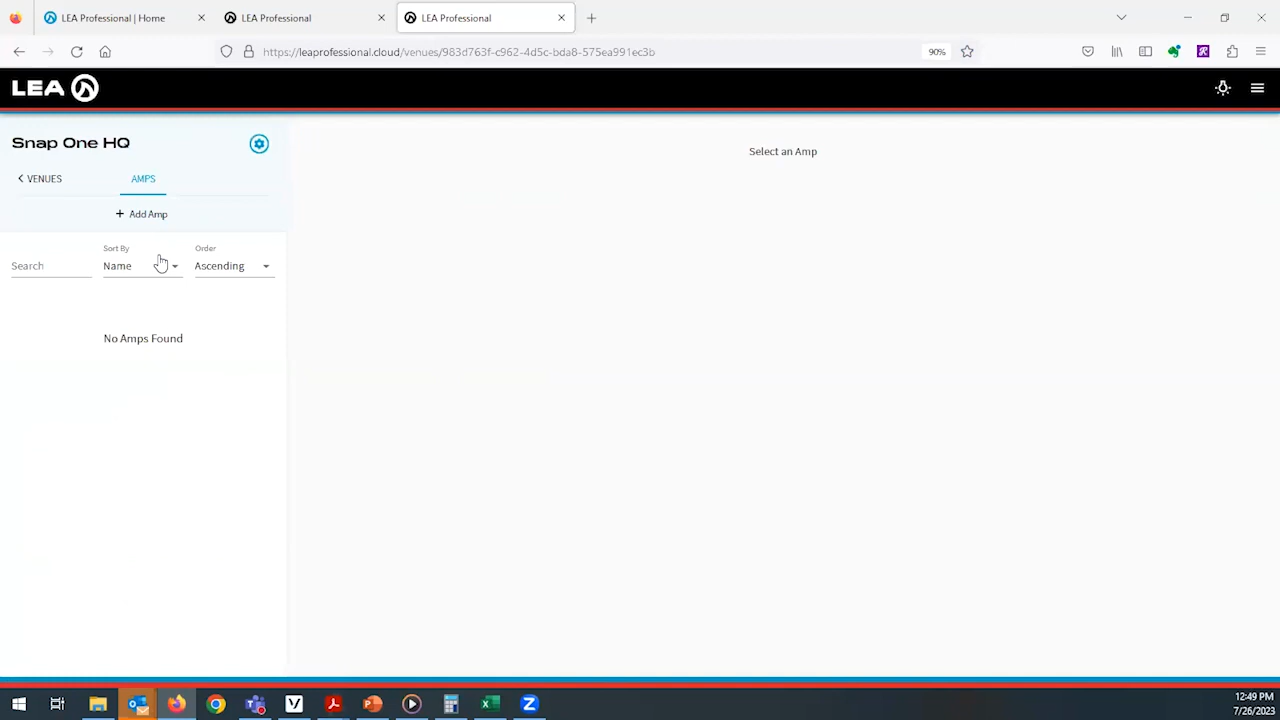 LEA Professional | Home
LEA Professional
LEA Professional
https://leaprofessional.cloud/venues/983d763f-c962-4d5c-bda8-575ea991ec3b
90%
LEA
Snap One HQ
VENUES
AMPS
+ Add Amp
Select an Amp
Sort By
Order
Search
Name
Ascending
No Amps Found
12:49 PM
7/26/2023